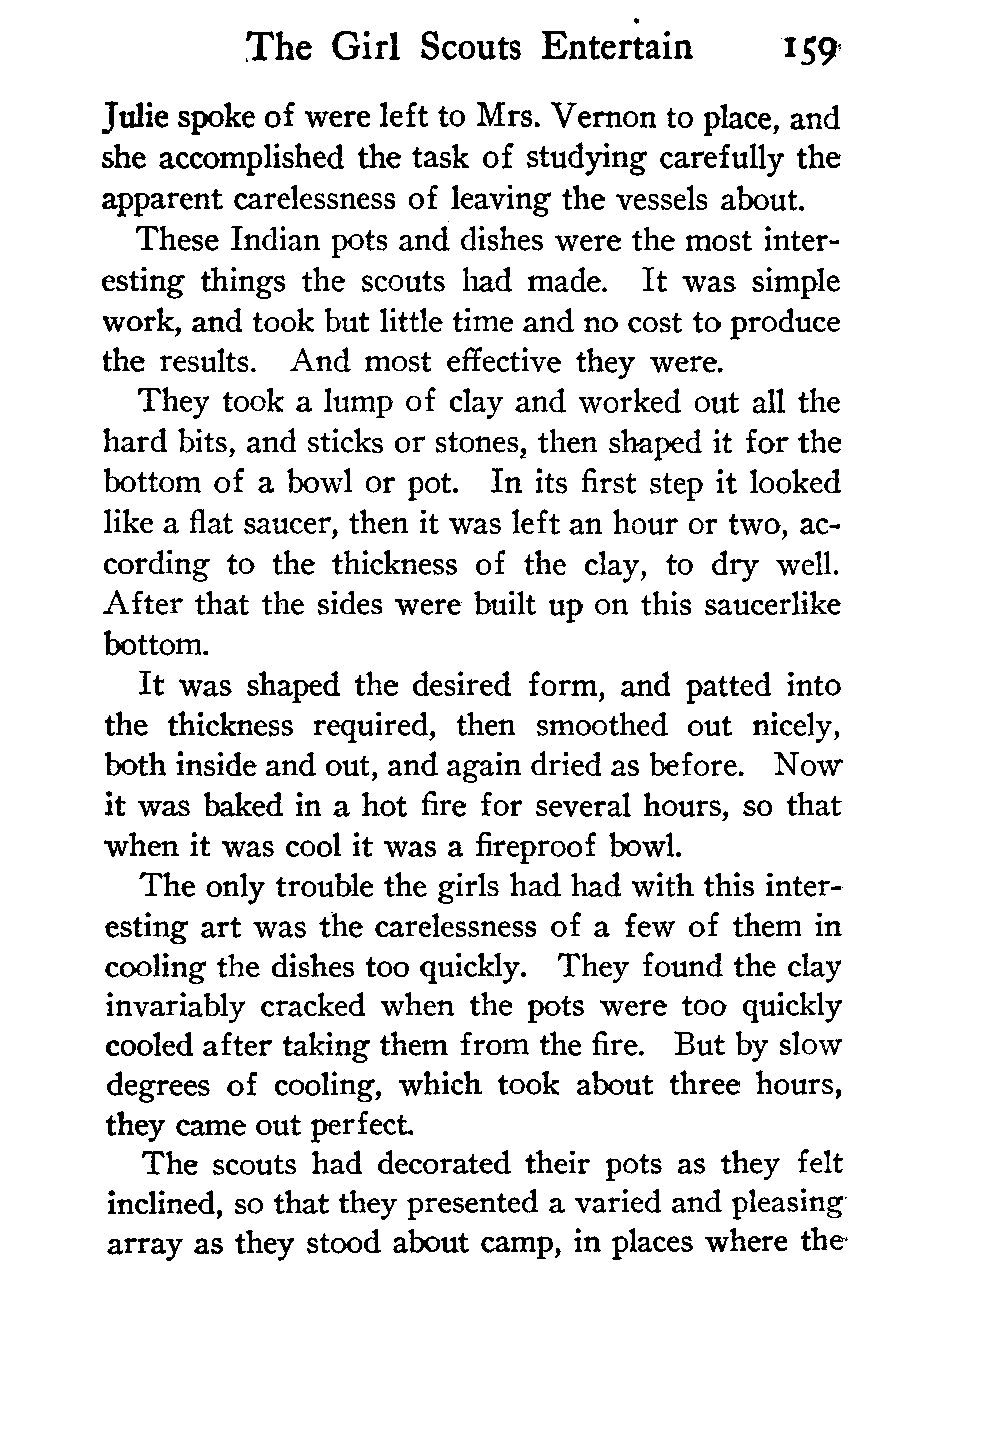 The Girl Scouts Entertain 159
Julie spoke of were left to Mrs. Vernon to place, and
she accomplished the task of studying carefully the
apparent carelessness of leaving the vessels about.
These Indian pots and dishes were the most inter-
esting things the scouts had made. It was simple
work, and took but little time and no cost to produce
the results. And most effective they were.
They took a lump of clay and worked out all the
hard bits, and sticks or stones, then shaped it for the
bottom of a bowl or pot. In its first step it looked
like a flat saucer, then it was left an hour or two, ac-
cording to the thickness of the clay, to dry well.
After that the sides were built up on this saucerlike
bottom.
It was shaped the desired form, and patted into
the thickness required, then smoothed out nicely,
both inside and out, and again dried as before. Now
it was baked in a hot fire for several hours, so that
when it was cool it was a fireproof bowl.
The only trouble the girls had had with this inter-
esting art was the carelessness of a few of them in
cooling the dishes too quickly. They found the clay
invariably cracked when the pots were too quickly
cooled after taking them from the fire. But by slow
degrees of cooling, which took about three hours,
they came out perfect.
The scouts had decorated their pots as they felt
inclined, so that they presented a varied and pleasing
array as they stood about camp, in places where the